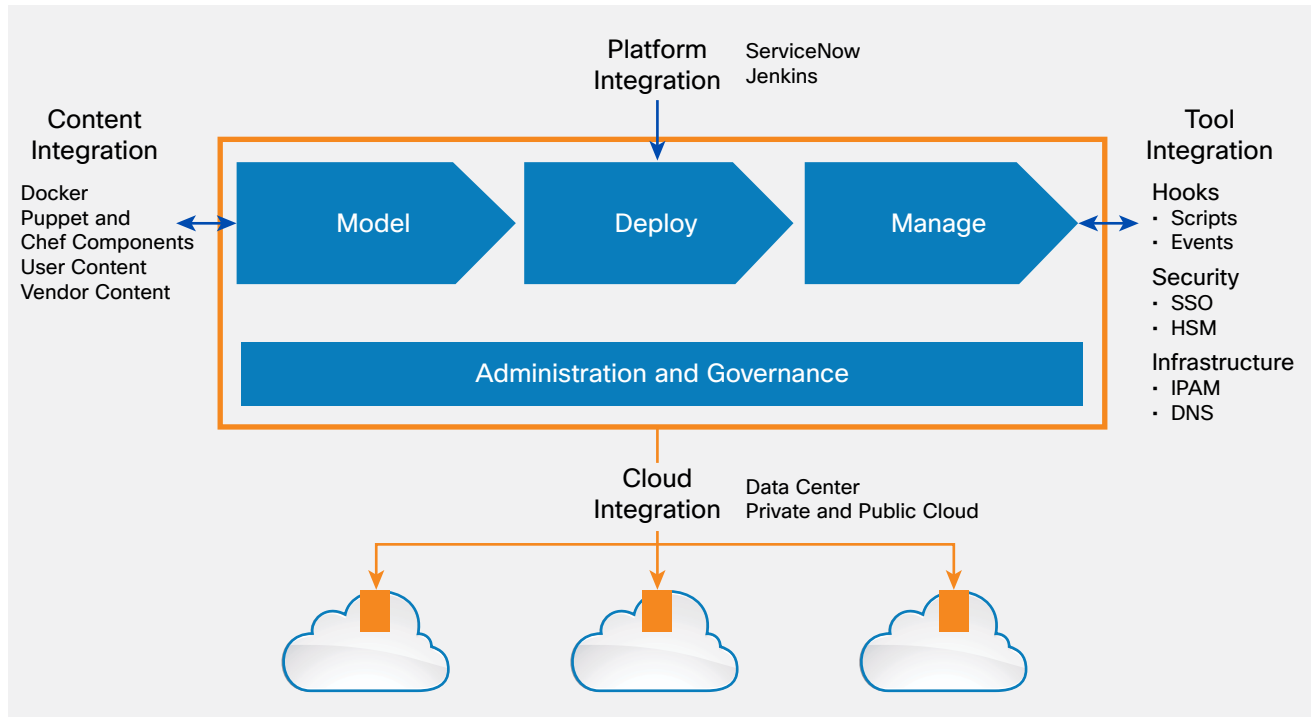 Platform
Integration
ServiceNow
Jenkins
Content
Integration
Docker
Puppet and
Chef Components
User Content
Vendor Content
Model
Deploy
Manage
Administration and Governance
Tool
Integration
Hooks
· Scripts
· Events
Security
· SSO
· HSM
Infrastructure
· IPAM
· DNS
Cloud
Integration
Data Center
Private and Public Cloud